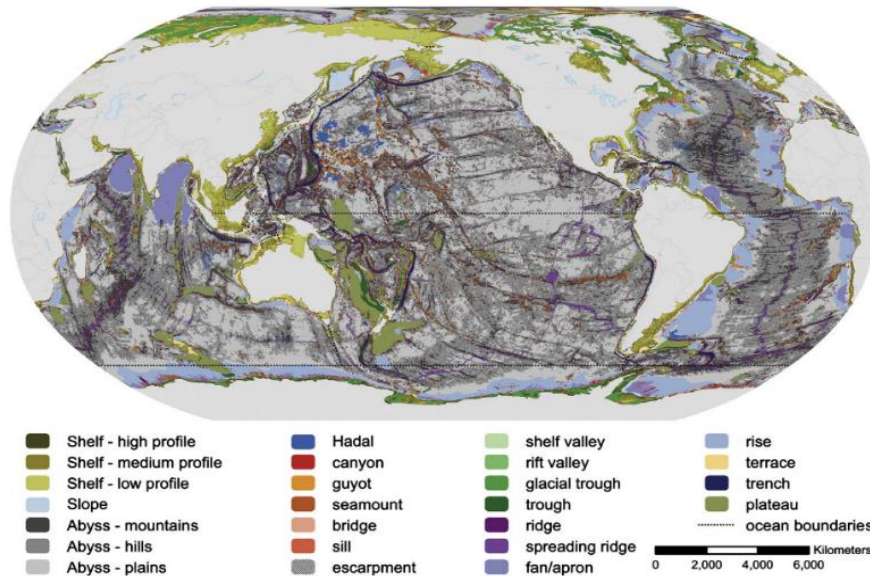 Shelf - high profile
Shelf - medium profile
Shelf - low profile
Slope
Abyss - mountains
Abyss - hills
Abyss - plains
Hadal
canyon
guyot
seamount
bridge
sill
escarpment
shelf valley
rift valley
glacial trough
trough
ridge
spreading ridge
fan/apron
rise
terrace
trench
plateau
ocean boundaries
Kilometers
0 2,000 4,000 6,000